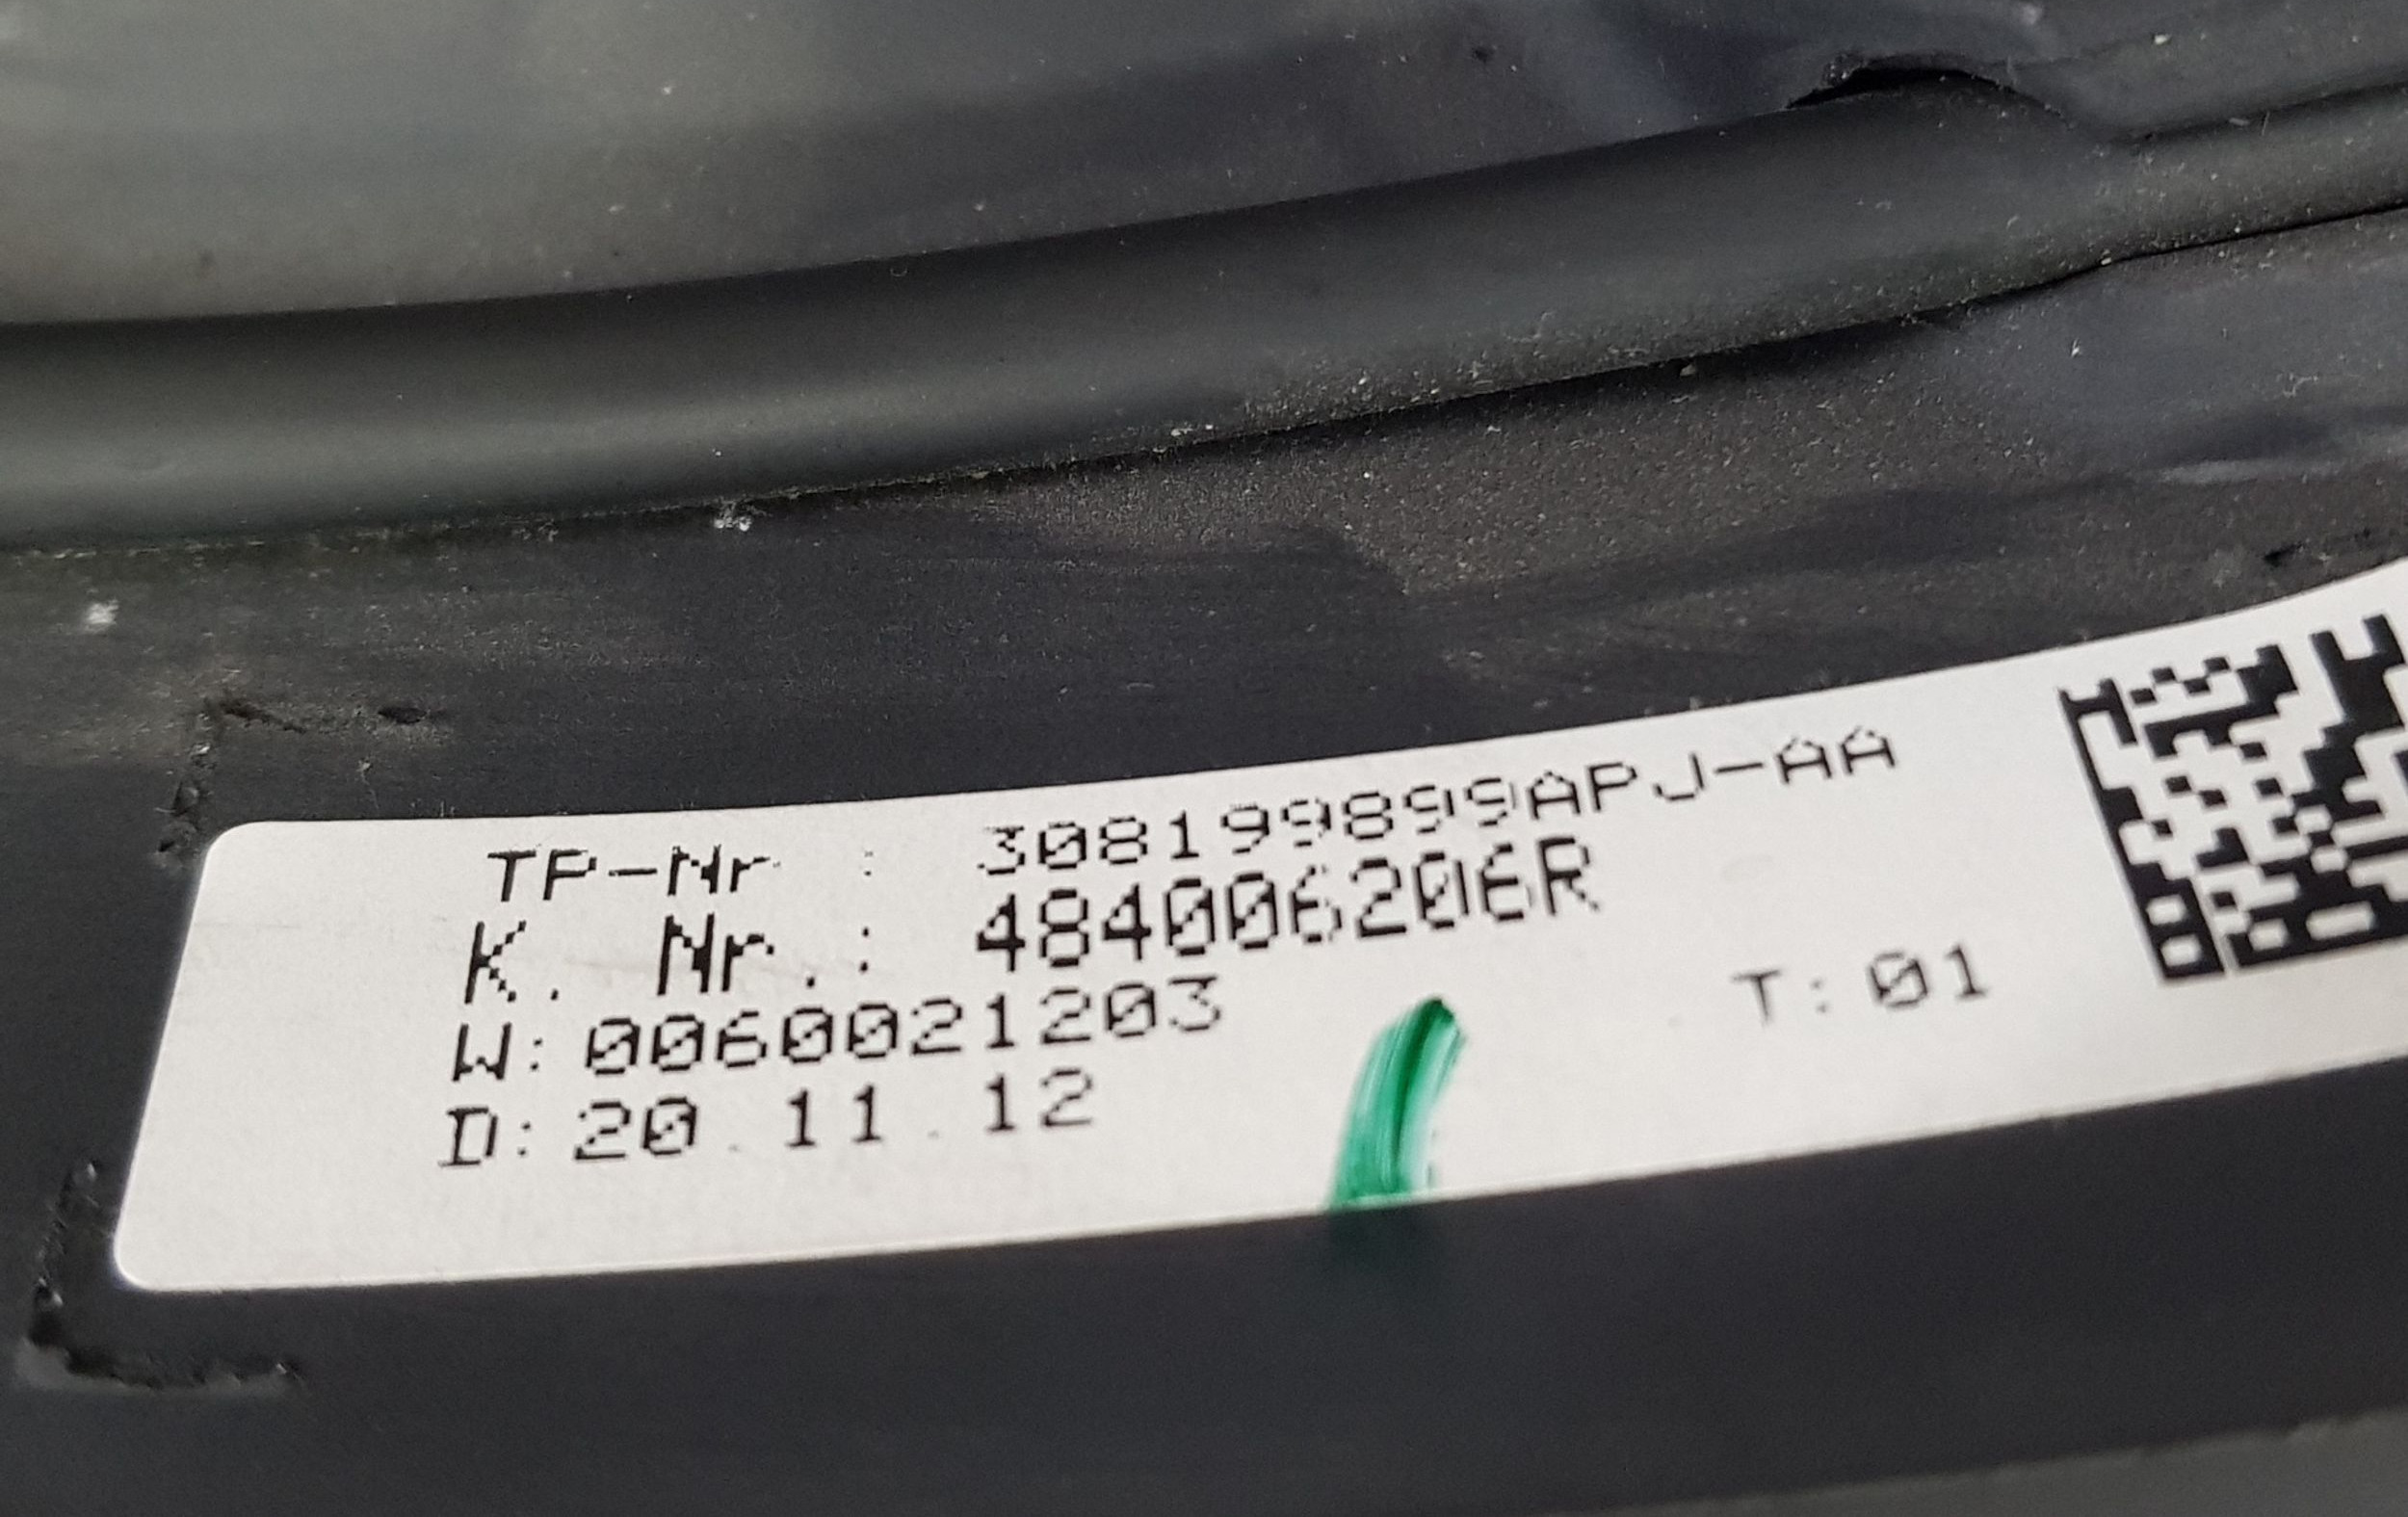 TP-Nr : 308199899APJ-AA
K. Nr.: 484006206R
W: 0060021203
T: 01
D: 20.11.12